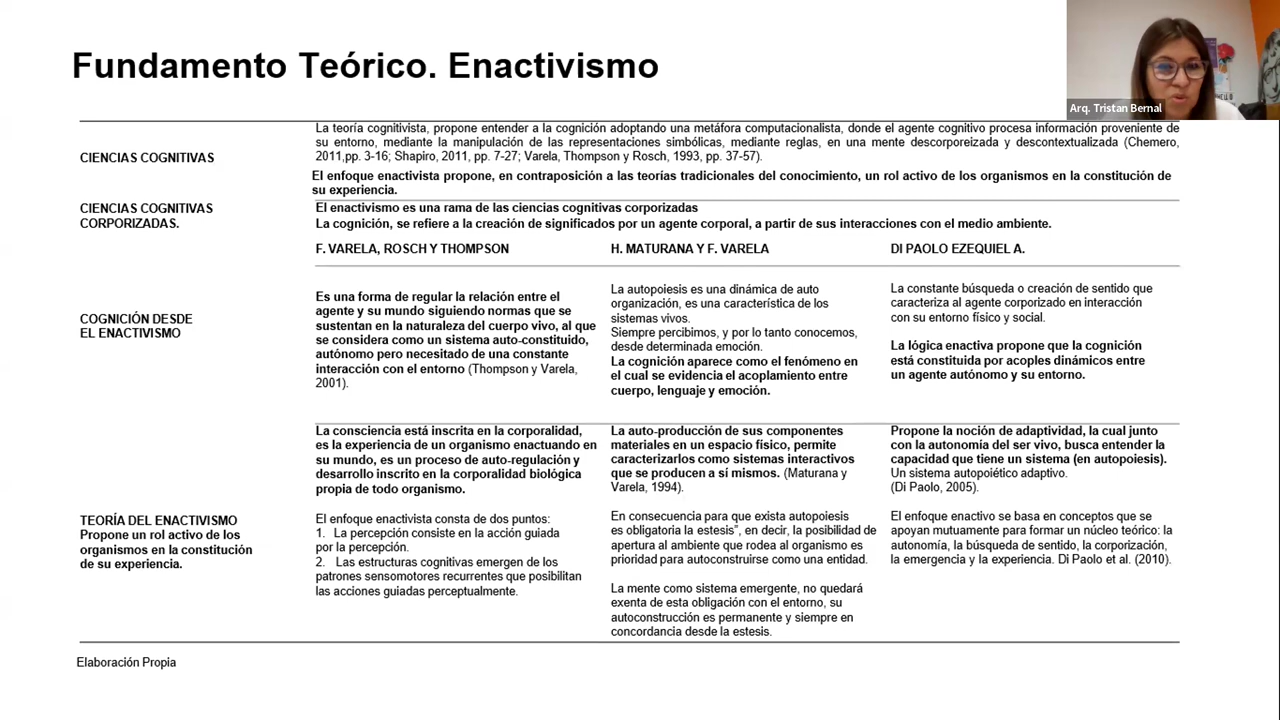 Fundamento Teórico. Enactivismo
Arq. Tristan Bernal
CIENCIAS COGNITIVAS
La teoría cognitivista, propone entender a la cognición adoptando una metáfora computacionalista, donde el agente cognitivo procesa información proveniente de
su entorno, mediante la manipulación de las representaciones simbólicas, mediante reglas, en una mente descorporeizada y descontextualizada (Chemero,
2011,pp. 3-16; Shapiro, 2011, pp. 7-27; Varela, Thompson y Rosch, 1993, pp. 37-57).
El enfoque enactivista propone, en contraposición a las teorías tradicionales del conocimiento, un rol activo de los organismos en la constitución de
su experiencia.
CIENCIAS COGNITIVAS
CORPORIZADAS.
El enactivismo es una rama de las ciencias cognitivas corporizadas
La cognición, se refiere a la creación de significados por un agente corporal, a partir de sus interacciones con el medio ambiente.
F. VARELA, ROSCH Y THOMPSON
H. MATURANA Y F. VARELA
DI PAOLO EZEQUIEL A.
COGNICIÓN DESDE
EL ENACTIVISMO
Es una forma de regular la relación entre el
agente y su mundo siguiendo normas que se
sustentan en la naturaleza del cuerpo vivo, al que
se considera como un sistema auto-constituido,
autónomo pero necesitado de una constante
interacción con el entorno (Thompson y Varela,
2001).
La autopoiesis es una dinámica de auto
organización, es una característica de los
sistemas vivos.
Siempre percibimos, y por lo tanto conocemos,
desde determinada emoción.
La cognición aparece como el fenómeno en
el cual se evidencia el acoplamiento entre
cuerpo, lenguaje y emoción.
La constante búsqueda o creación de sentido que
caracteriza al agente corporizado en interacción
con su entorno físico y social.
La lógica enactiva propone que la cognición
está constituida por acoples dinámicos entre
un agente autónomo y su entorno.
TEORÍA DEL ENACTIVISMO
Propone un rol activo de los
organismos en la constitución
de su experiencia.
La consciencia está inscrita en la corporalidad,
es la experiencia de un organismo enactuando en
su mundo, es un proceso de auto-regulación y
desarrollo inscrito en la corporalidad biológica
propia de todo organismo.
El enfoque enactivista consta de dos puntos:
1. La percepción consiste en la acción guiada
por la percepción.
2. Las estructuras cognitivas emergen de los
patrones sensomotores recurrentes que posibilitan
las acciones guiadas perceptualmente.
La auto-producción de sus componentes
materiales en un espacio físico, permite
caracterizarlos como sistemas interactivos
que se producen a sí mismos. (Maturana y
Varela, 1994).
En consecuencia para que exista autopoiesis
es obligatoria la estesis", en decir, la posibilidad de
apertura al ambiente que rodea al organismo es
prioridad para autoconstruirse como una entidad.
La mente como sistema emergente, no quedará
exenta de esta obligación con el entorno, su
autoconstrucción es permanente y siempre en
concordancia desde la estesis.
Propone la noción de adaptividad, la cual junto
con la autonomía del ser vivo, busca entender la
capacidad que tiene un sistema (en autopoiesis).
Un sistema autopoiético adaptivo.
(Di Paolo, 2005).
El enfoque enactivo se basa en conceptos que se
apoyan mutuamente para formar un núcleo teórico: la
autonomía, la búsqueda de sentido, la corporización,
la emergencia y la experiencia. Di Paolo et al. (2010).
Elaboración Propia